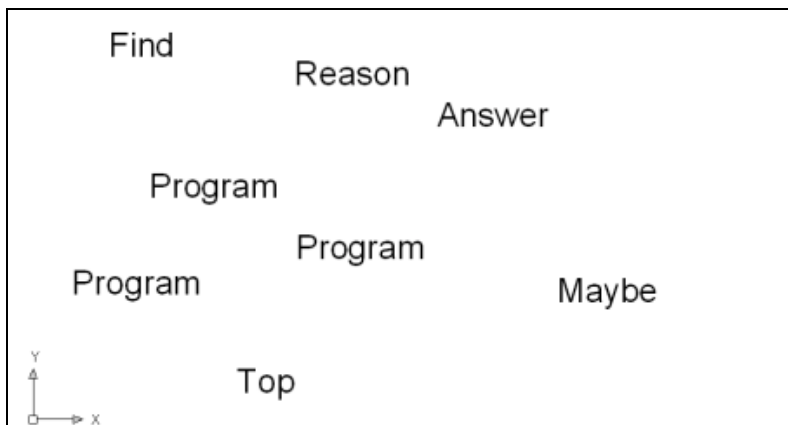 Find
Reason
Answer
Program
Program
Program
Maybe
Y
Top
X